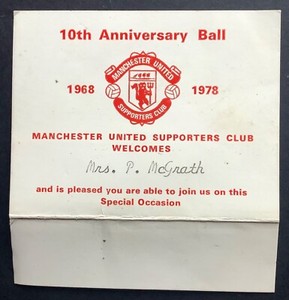 10th Anniversary Ball
MANCHESTER UNITED
1968 1978
SUPPORTERS CLUB
MANCHESTER UNITED SUPPORTERS CLUB
WELCOMES
Mrs. P. McGrath
and is pleased you are able to join us on this
Special Occasion